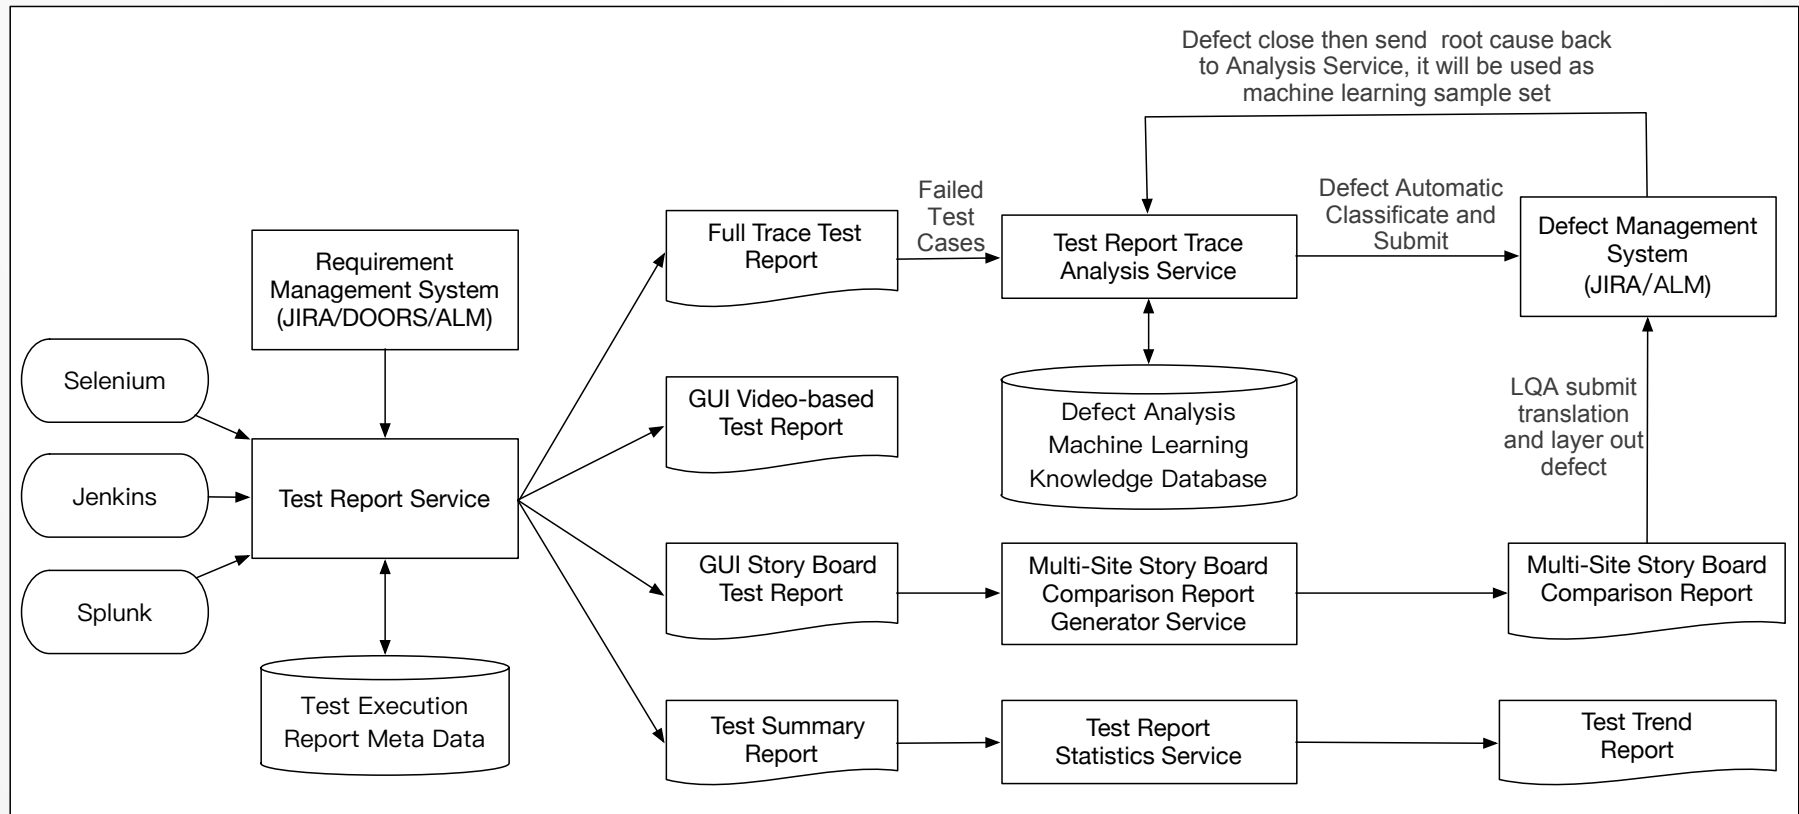 Defect close then send root cause back
to Analysis Service, it will be used as
machine learning sample set
Failed
Test
Cases
Defect Automatic
Classificate and
Submit
Full Trace Test
Report
Test Report Trace
Analysis Service
Defect Management
System
(JIRA/ALM)
Requirement
Management System
(JIRA/DOORS/ALM)
Selenium
GUI Video-based
Test Report
Defect Analysis
Machine Learning
Knowledge Database
LQA submit
translation
and layer out
defect
Jenkins
Test Report Service
Splunk
GUI Story Board
Test Report
Multi-Site Story Board
Comparison Report
Generator Service
Multi-Site Story Board
Comparison Report
Test Execution
Report Meta Data
Test Summary
Report
Test Report
Statistics Service
Test Trend
Report